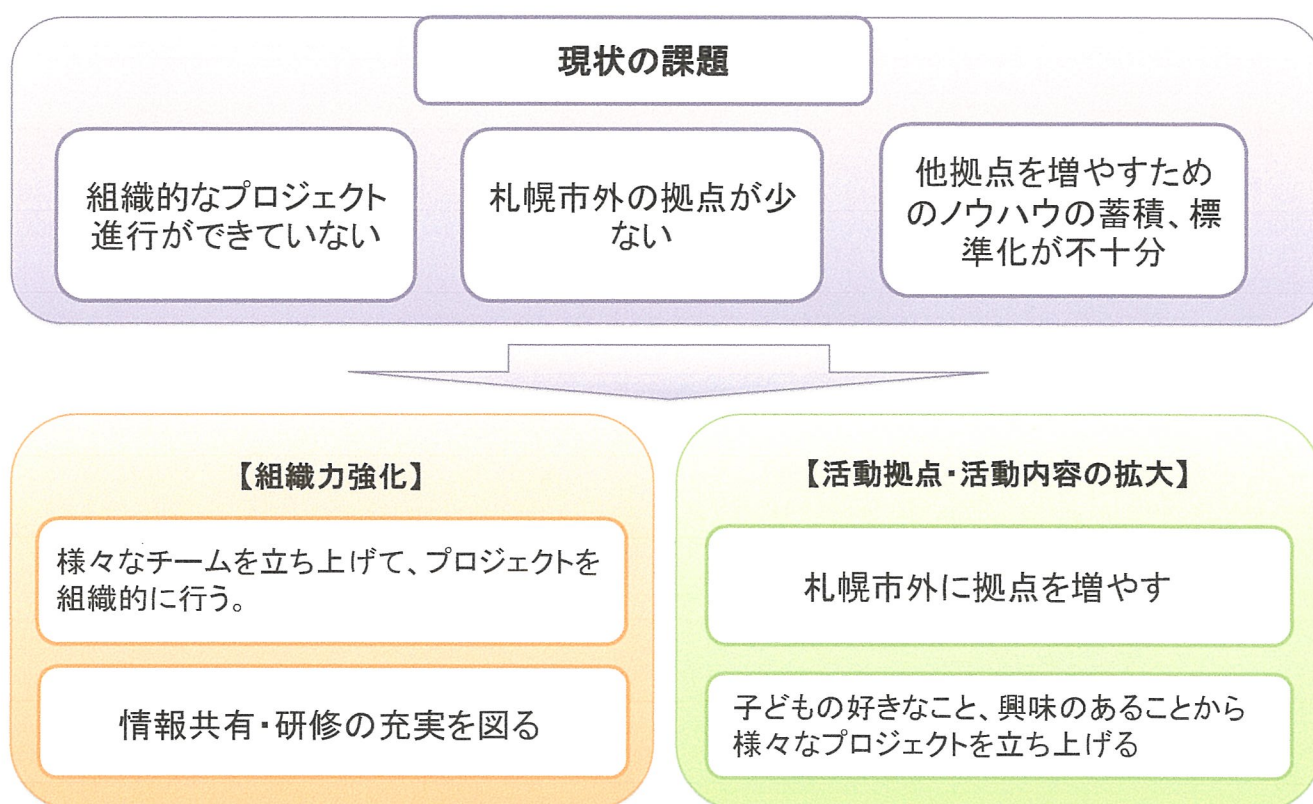 現状の課題
組織的なプロジェクト
進行ができていない
札幌市外の拠点が少
ない
他拠点を増やすため
のノウハウの蓄積、標
準化が不十分
【組織力強化】
様々なチームを立ち上げて、プロジェクトを
組織的に行う。
情報共有・研修の充実を図る
【活動拠点・活動内容の拡大】
札幌市外に拠点を増やす
子どもの好きなこと、興味のあることから
様々なプロジェクトを立ち上げる